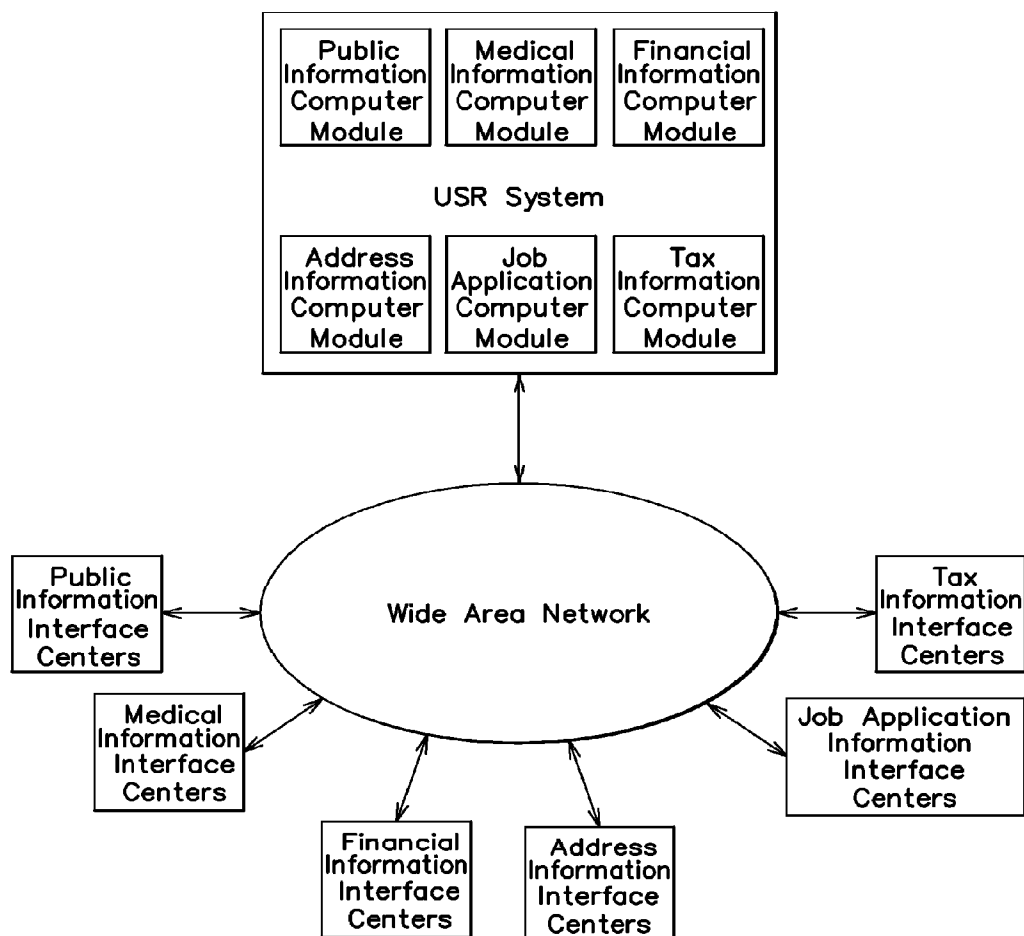 Public
Information
Computer
Module
Medical
Information
Computer
Module
Financial
Information
Computer
Module
USR System
Address
Information
Computer
Module
Job
Application
Computer
Module
Tax
Information
Computer
Module
Wide Area Network
Public
Information
Interface
Centers
Tax
Information
Interface
Centers
Medical
Information
Interface
Centers
Job Application
Information
Interface
Centers
Financial
Information
Interface
Centers
Address
Information
Interface
Centers